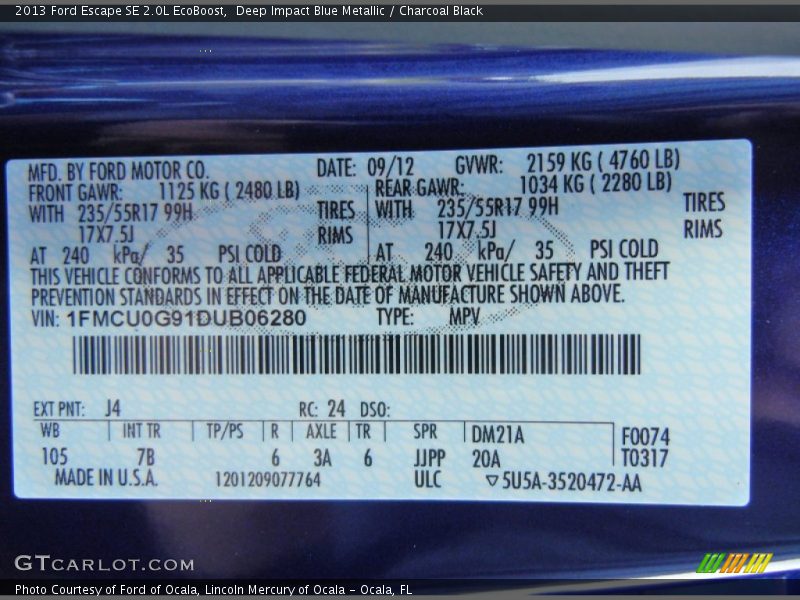 2013 Ford Escape SE 2.0L EcoBoost,  Deep Impact Blue Metallic / Charcoal Black
MFD. BY FORD MOTOR CO. DATE: 09/12 GVWR: 2159 KG ( 4760 LB)
FRONT GAWR: 1125 KG ( 2480 LB) REAR GAWR: 1034 KG ( 2280 LB)
WITH 235/55R17 99H TIRES WITH 235/55R17 99H TIRES
17X7.5J RIMS 17X7.5J RIMS
AT 240 kPa/ 35 PSI COLD AT 240 kPa/ 35 PSI COLD
THIS VEHICLE CONFORMS TO ALL APPLICABLE FEDERAL MOTOR VEHICLE SAFETY AND THEFT
PREVENTION STANDARDS IN EFFECT ON THE DATE OF MANUFACTURE SHOWN ABOVE.
VIN: 1FMCU0G91DUB06280 TYPE: MPV
EXT PNT: J4 RC: 24 DSO:
WB INT TR TP/PS R AXLE TR SPR DM21A F0074
105 7B 6 3A 6 JJPP 20A T0317
MADE IN U.S.A. 1201209077764 ULC ▽5U5A-3520472-AA
GTCARLOT.COM
Photo Courtesy of Ford of Ocala, Lincoln Mercury of Ocala - Ocala, FL